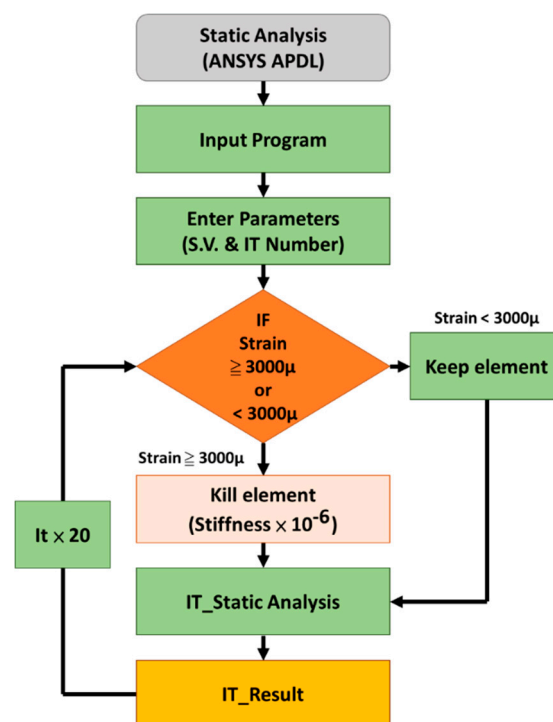 Static Analysis
(ANSYS APDL)
Input Program
Enter Parameters
(S.V. & IT Number)
IF
Strain
≧ 3000μ
or
< 3000μ
Strain < 3000μ
Keep element
Strain ≧ 3000μ
Kill element
(Stiffness × 10⁻⁶)
It × 20
IT_Static Analysis
IT_Result